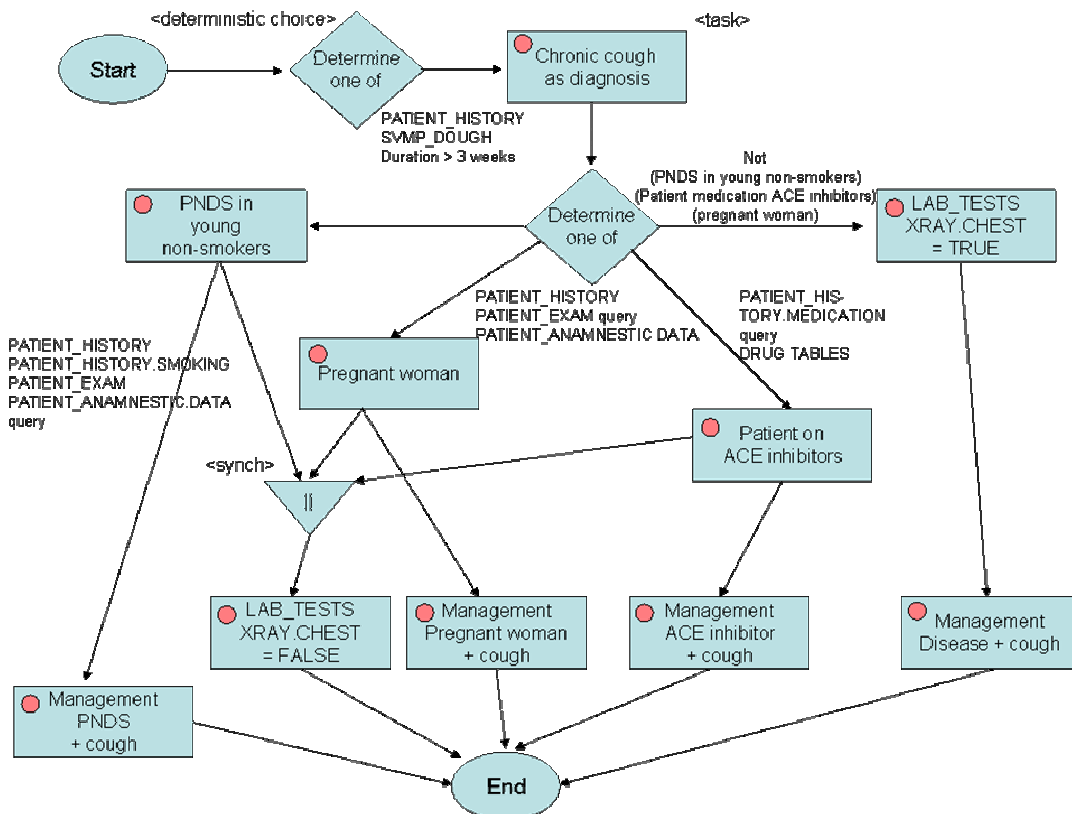 <deterministic choice>
<task>
Start
Determine
one of
Chronic cough
as diagnosis
PATIENT_HISTORY
SVMP_DOUGH
Duration > 3 weeks
Not
(PNDS in young non-smokers)
(Patient medication ACE inhibitors)
(pregnant woman)
PNDS in
young
non-smokers
Determine
one of
LAB_TESTS
XRAY.CHEST
= TRUE
PATIENT_HISTORY
PATIENT_EXAM query
PATIENT_ANAMNESTIC.DATA
PATIENT_HIS-
TORY.MEDICATION
query
DRUG TABLES
PATIENT_HISTORY
PATIENT_HISTORY.SMOKING
PATIENT_EXAM
PATIENT_ANAMNESTIC.DATA
query
Pregnant woman
Patient on
ACE inhibitors
<synch>
||
LAB_TESTS
XRAY.CHEST
= FALSE
Management
Pregnant woman
+ cough
Management
ACE inhibitor
+ cough
Management
Disease + cough
Management
PNDS
+ cough
End